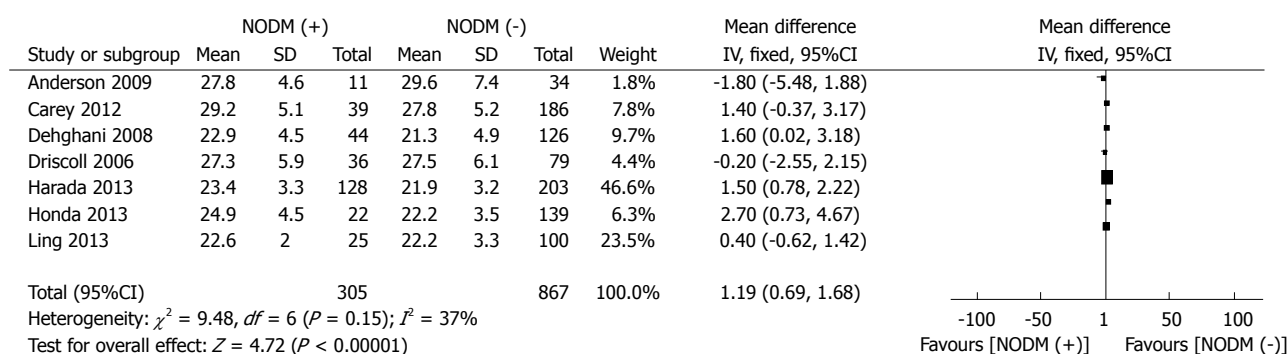 NODM (+) NODM (-) Mean difference Mean difference
Study or subgroup Mean SD Total Mean SD Total Weight IV, fixed, 95%CI IV, fixed, 95%CI
Anderson 2009 27.8 4.6 11 29.6 7.4 34 1.8% -1.80 (-5.48, 1.88)
Carey 2012 29.2 5.1 39 27.8 5.2 186 7.8% 1.40 (-0.37, 3.17)
Dehghani 2008 22.9 4.5 44 21.3 4.9 126 9.7% 1.60 (0.02, 3.18)
Driscoll 2006 27.3 5.9 36 27.5 6.1 79 4.4% -0.20 (-2.55, 2.15)
Harada 2013 23.4 3.3 128 21.9 3.2 203 46.6% 1.50 (0.78, 2.22)
Honda 2013 24.9 4.5 22 22.2 3.5 139 6.3% 2.70 (0.73, 4.67)
Ling 2013 22.6 2 25 22.2 3.3 100 23.5% 0.40 (-0.62, 1.42)
Total (95%CI) 305 867 100.0% 1.19 (0.69, 1.68)
Heterogeneity: χ² = 9.48, df = 6 (P = 0.15); I² = 37%
Test for overall effect: Z = 4.72 (P < 0.00001)
-100 -50 1 50 100
Favours [NODM (+)] Favours [NODM (-)]